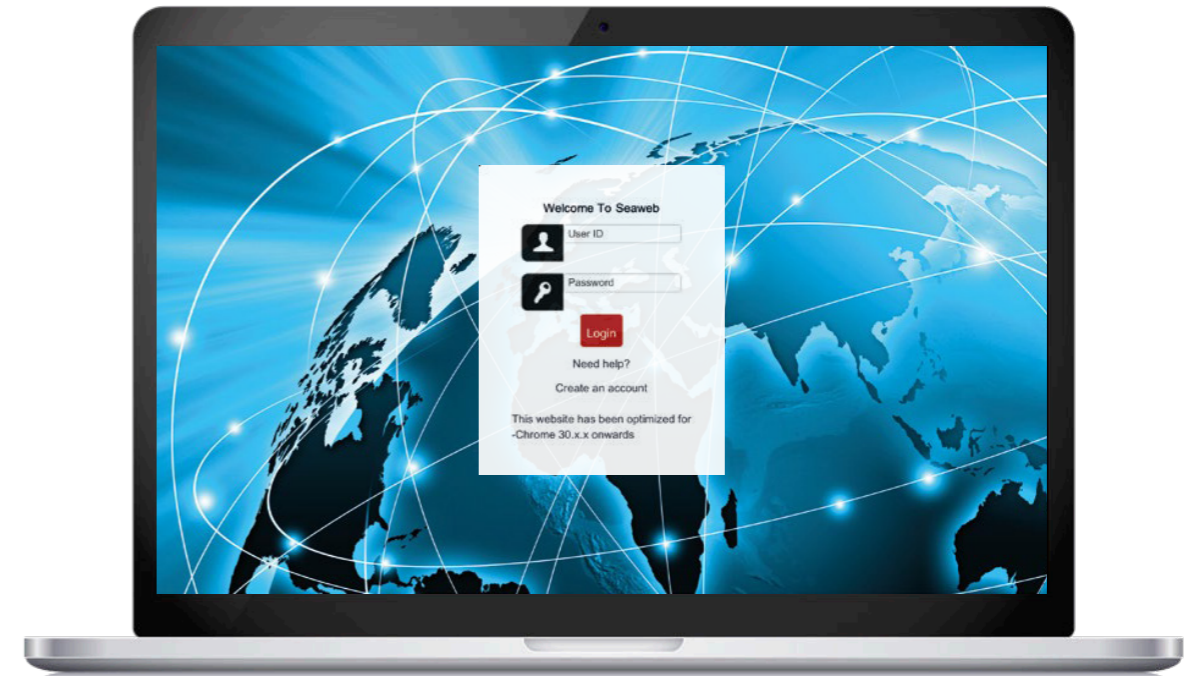 Welcome To Seaweb
User ID
Password
Login
Need help?
Create an account
This website has been optimized for
-Chrome 30.x.x onwards